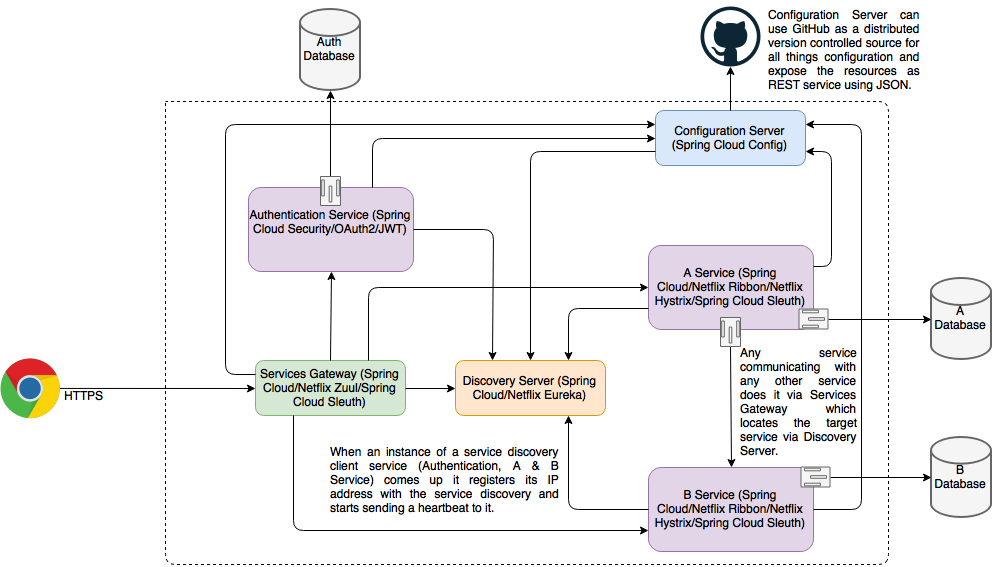 Auth
Database
Configuration Server can
use GitHub as a distributed
version controlled source for
all things configuration and
expose the resources as
REST service using JSON.
Configuration Server
(Spring Cloud Config)
Authentication Service (Spring
Cloud Security/OAuth2/JWT)
A Service (Spring
Cloud/Netflix Ribbon/Netflix
Hystrix/Spring Cloud Sleuth)
A
Database
Any service
communicating with
any other service
does it via Services
Gateway which
locates the target
service via Discovery
Server.
HTTPS
Services Gateway (Spring
Cloud/Netflix Zuul/Spring
Cloud Sleuth)
Discovery Server (Spring
Cloud/Netflix Eureka)
When an instance of a service discovery
client service (Authentication, A & B
Service) comes up it registers its IP
address with the service discovery and
starts sending a heartbeat to it.
B Service (Spring
Cloud/Netflix Ribbon/Netflix
Hystrix/Spring Cloud Sleuth)
B
Database